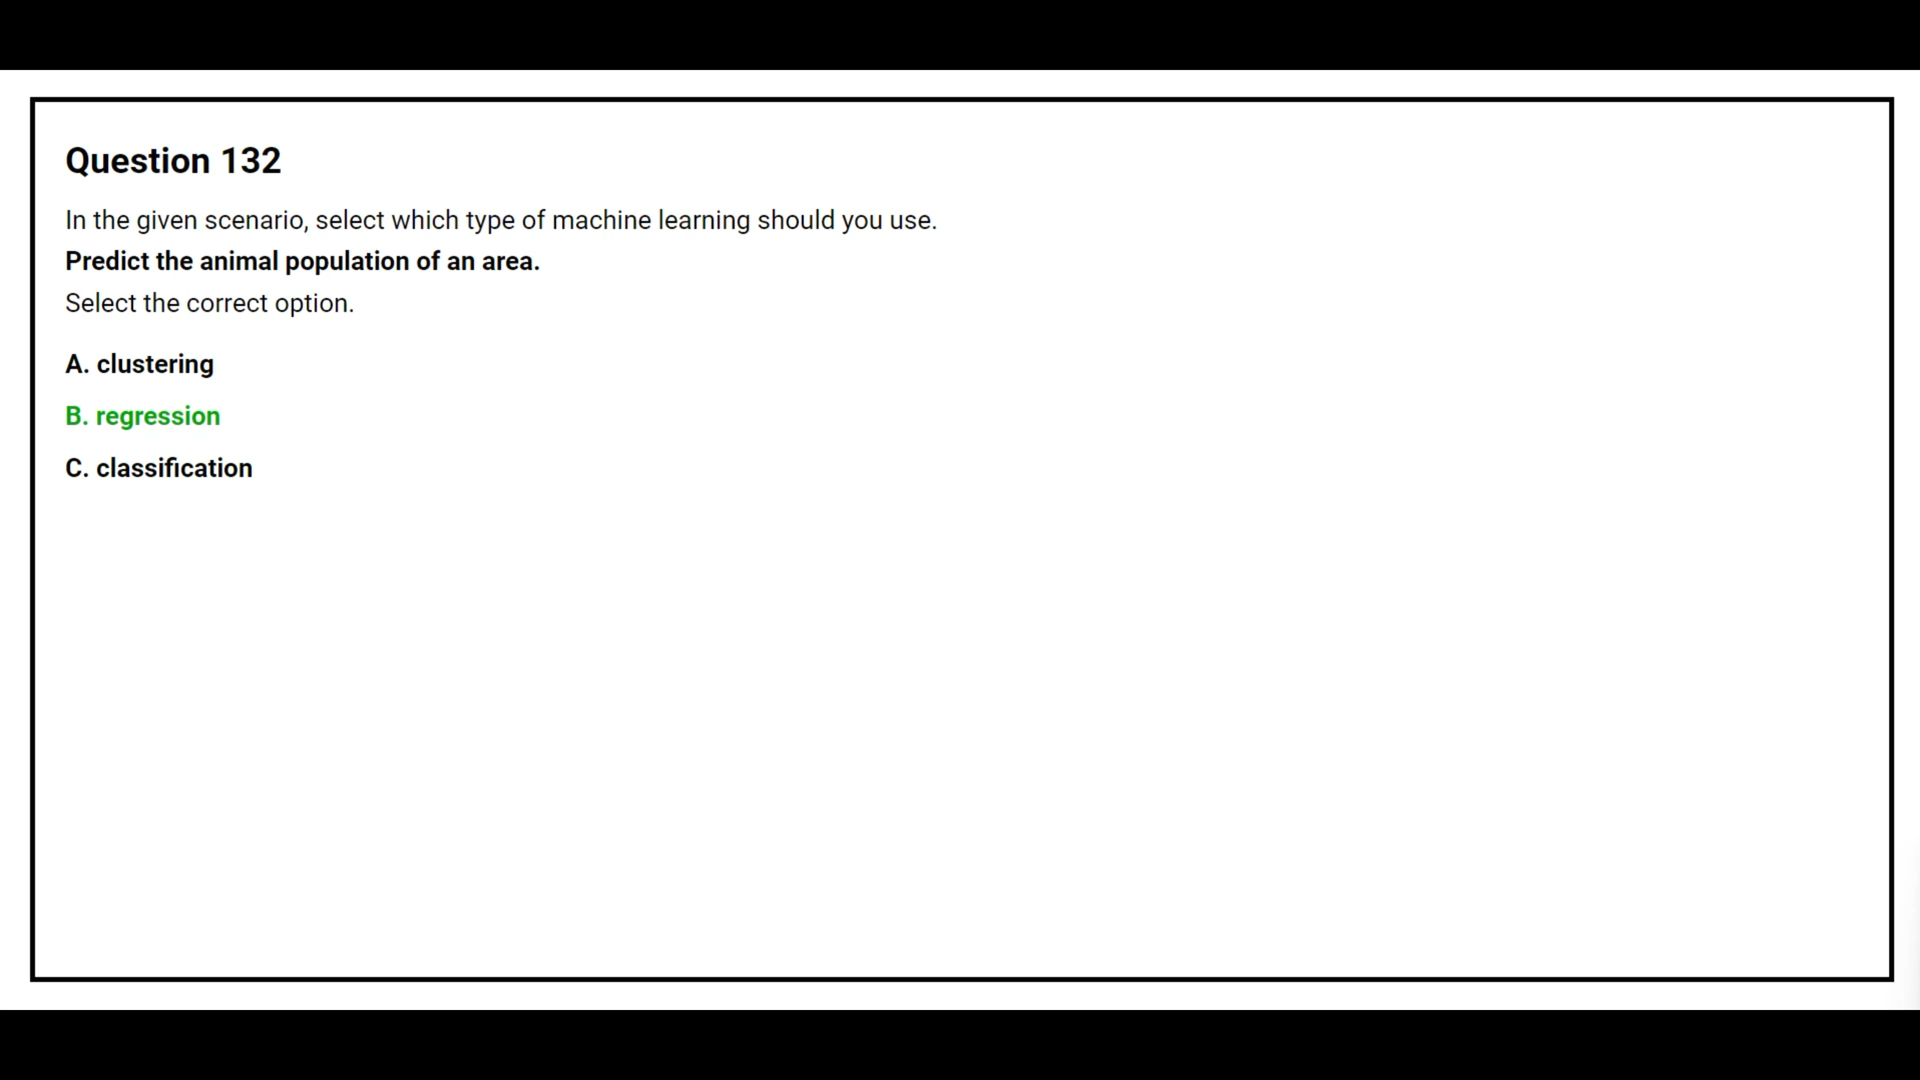 Question 132
In the given scenario, select which type of machine learning should you use.
Predict the animal population of an area.
Select the correct option.
A. clustering
B. regression
C. classification